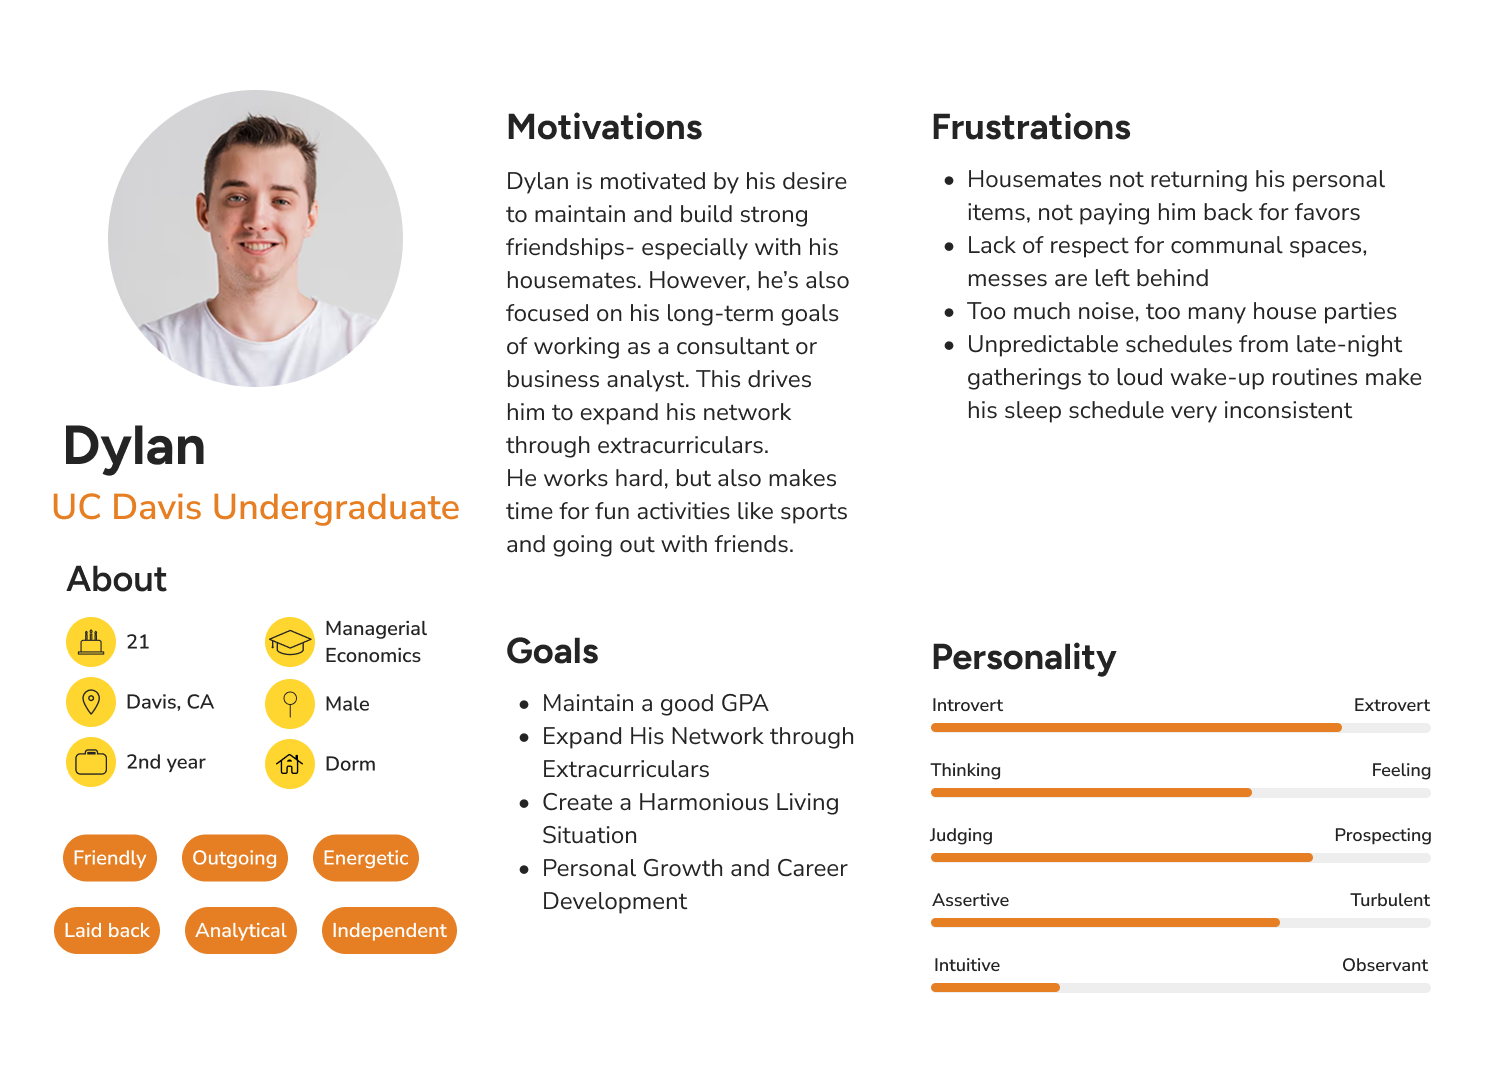 Dylan
UC Davis Undergraduate
About
21
Managerial
Economics
Davis, CA
Male
2nd year
Dorm
Friendly
Outgoing
Energetic
Laid back
Analytical
Independent
Motivations
Dylan is motivated by his desire
to maintain and build strong
friendships- especially with his
housemates. However, he’s also
focused on his long-term goals
of working as a consultant or
business analyst. This drives
him to expand his network
through extracurriculars.
He works hard, but also makes
time for fun activities like sports
and going out with friends.
Goals
• Maintain a good GPA
• Expand His Network through
Extracurriculars
• Create a Harmonious Living
Situation
• Personal Growth and Career
Development
Frustrations
• Housemates not returning his personal
items, not paying him back for favors
• Lack of respect for communal spaces,
messes are left behind
• Too much noise, too many house parties
• Unpredictable schedules from late-night
gatherings to loud wake-up routines make
his sleep schedule very inconsistent
Personality
Introvert Extrovert
Thinking Feeling
Judging Prospecting
Assertive Turbulent
Intuitive Observant